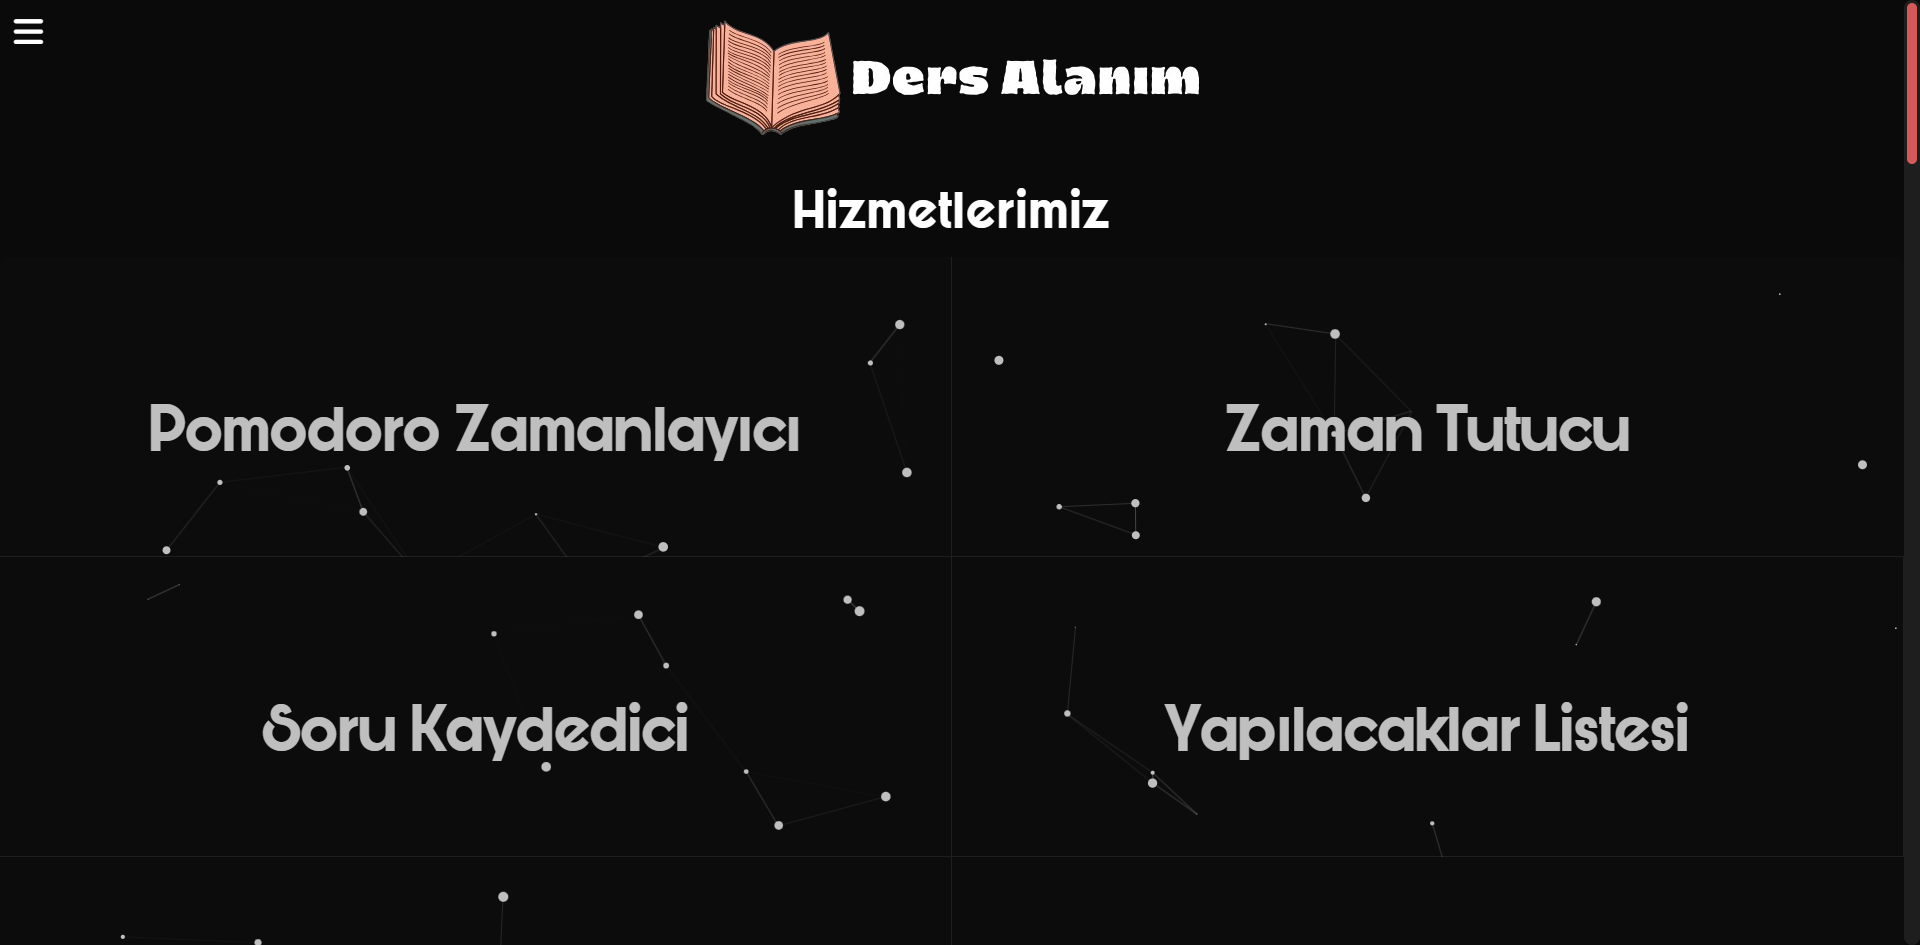 Ders Alanım
Hizmetlerimiz
Pomodoro Zamanlayıcı
Zaman Tutucu
Soru Kaydedici
Yapılacaklar Listesi